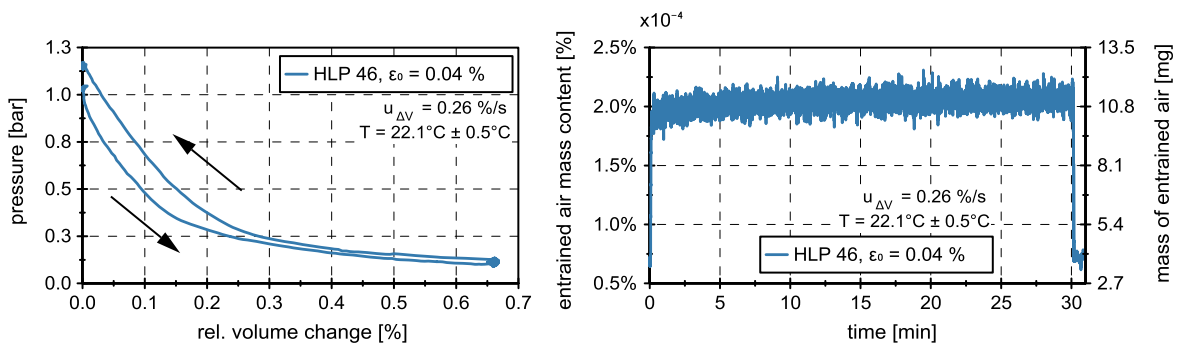 1.3
1.0
0.8
0.5
0.3
0.0
pressure [bar]
HLP 46, ε₀ = 0.04 %
u ΔV = 0.26 %/s
T = 22.1°C ± 0.5°C
0.0 0.1 0.2 0.3 0.4 0.5 0.6 0.7
rel. volume change [%]
x10⁻⁴
2.5%
2.0%
1.5%
1.0%
0.5%
entrained air mass content [%]
13.5
10.8
8.1
5.4
2.7
mass of entrained air [mg]
u ΔV = 0.26 %/s
T = 22.1°C ± 0.5°C
HLP 46, ε₀ = 0.04 %
0 5 10 15 20 25 30
time [min]